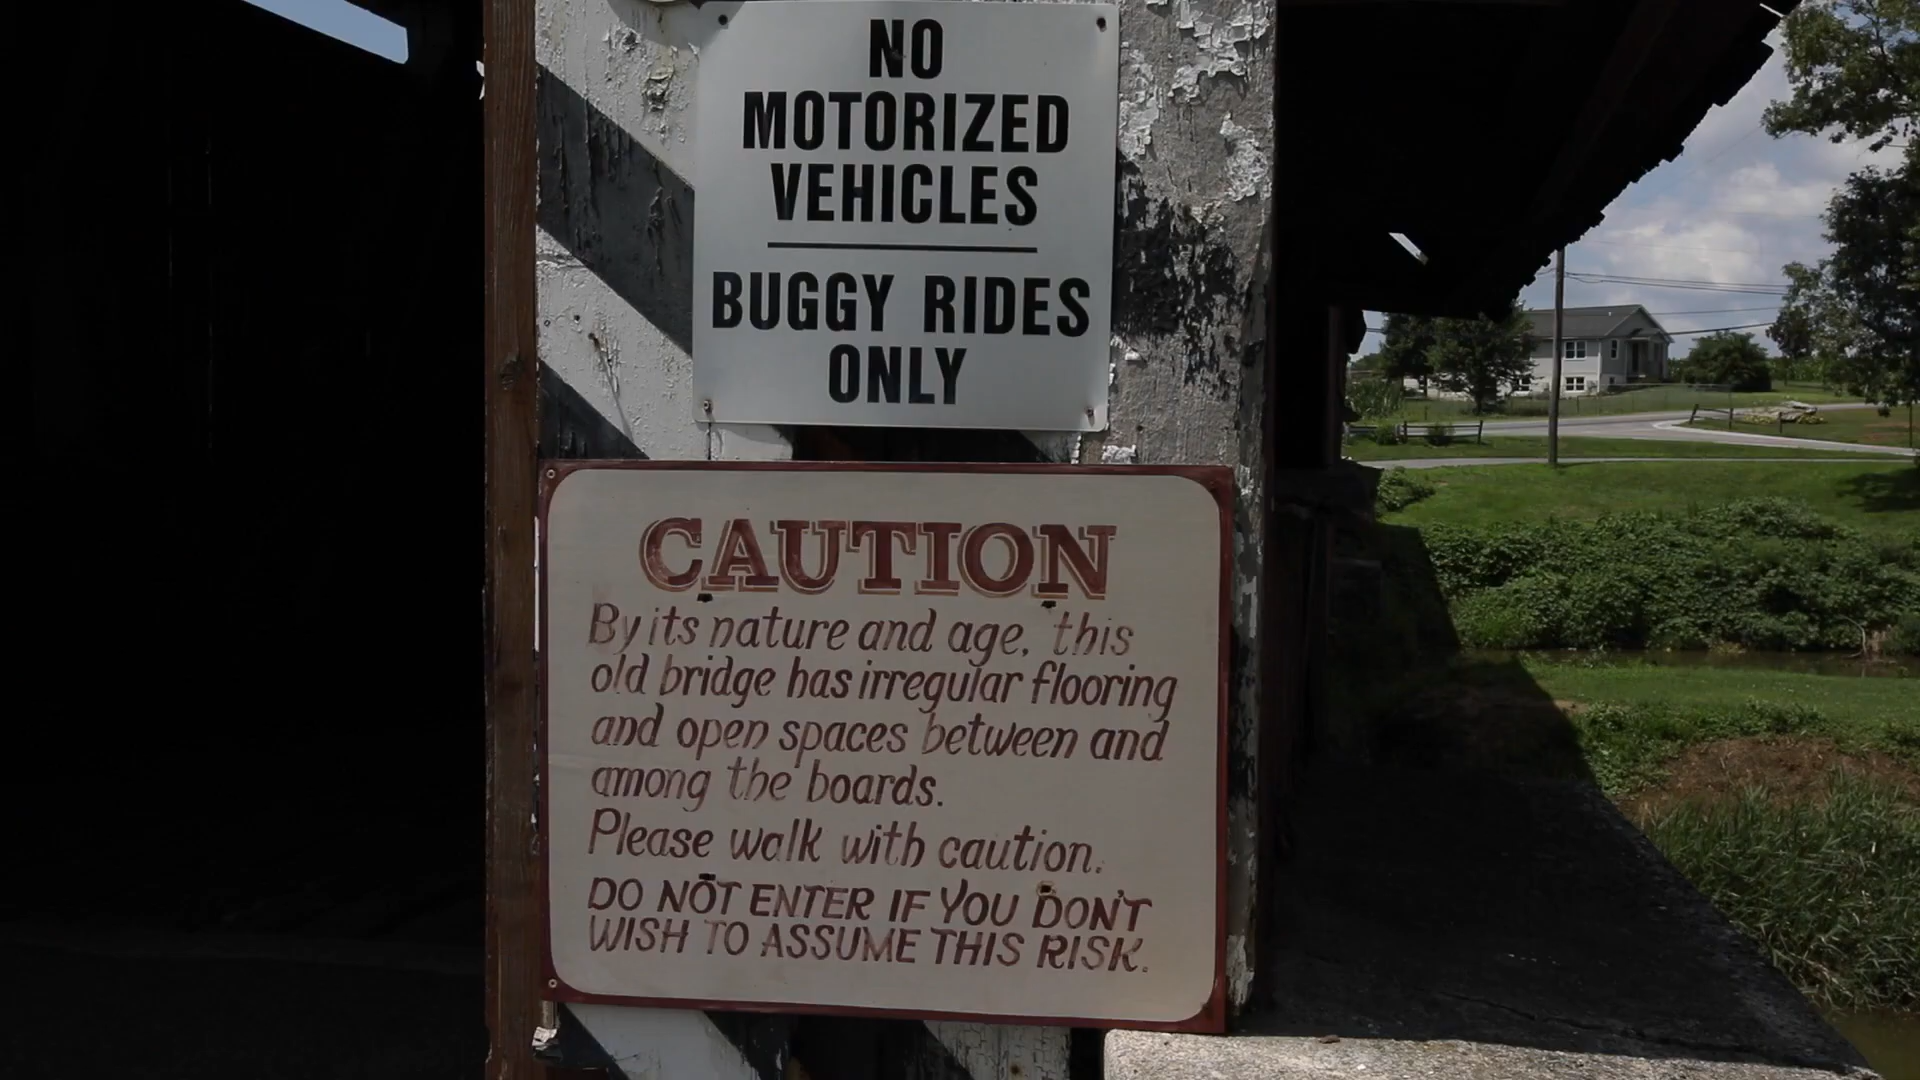 NO
MOTORIZED
VEHICLES
BUGGY RIDES
ONLY
CAUTION
By its nature and age, this
old bridge has irregular flooring
and open spaces between and
among the boards.
Please walk with caution.
DO NOT ENTER IF YOU DON'T
WISH TO ASSUME THIS RISK.